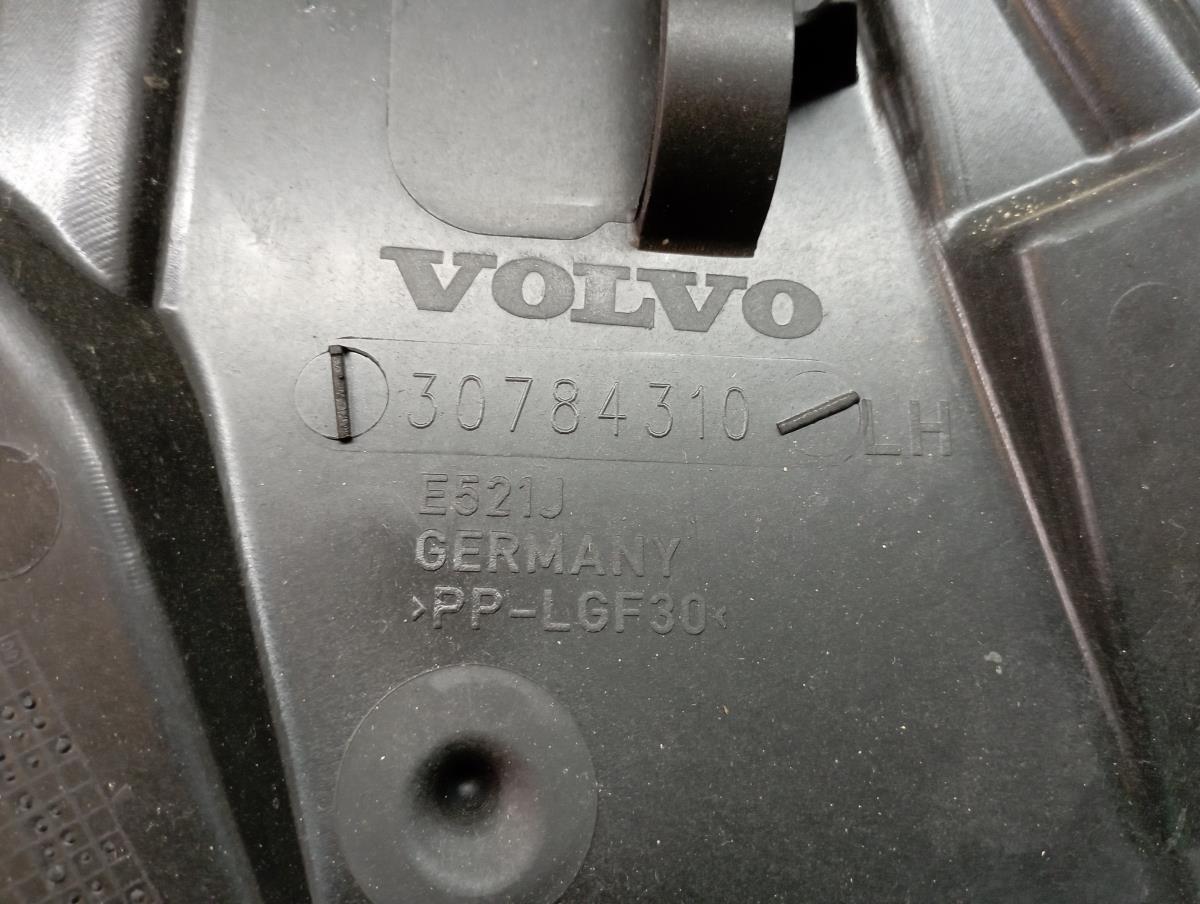 VOLVO
30784310 LH
E521J
GERMANY
>PP-LGF30<